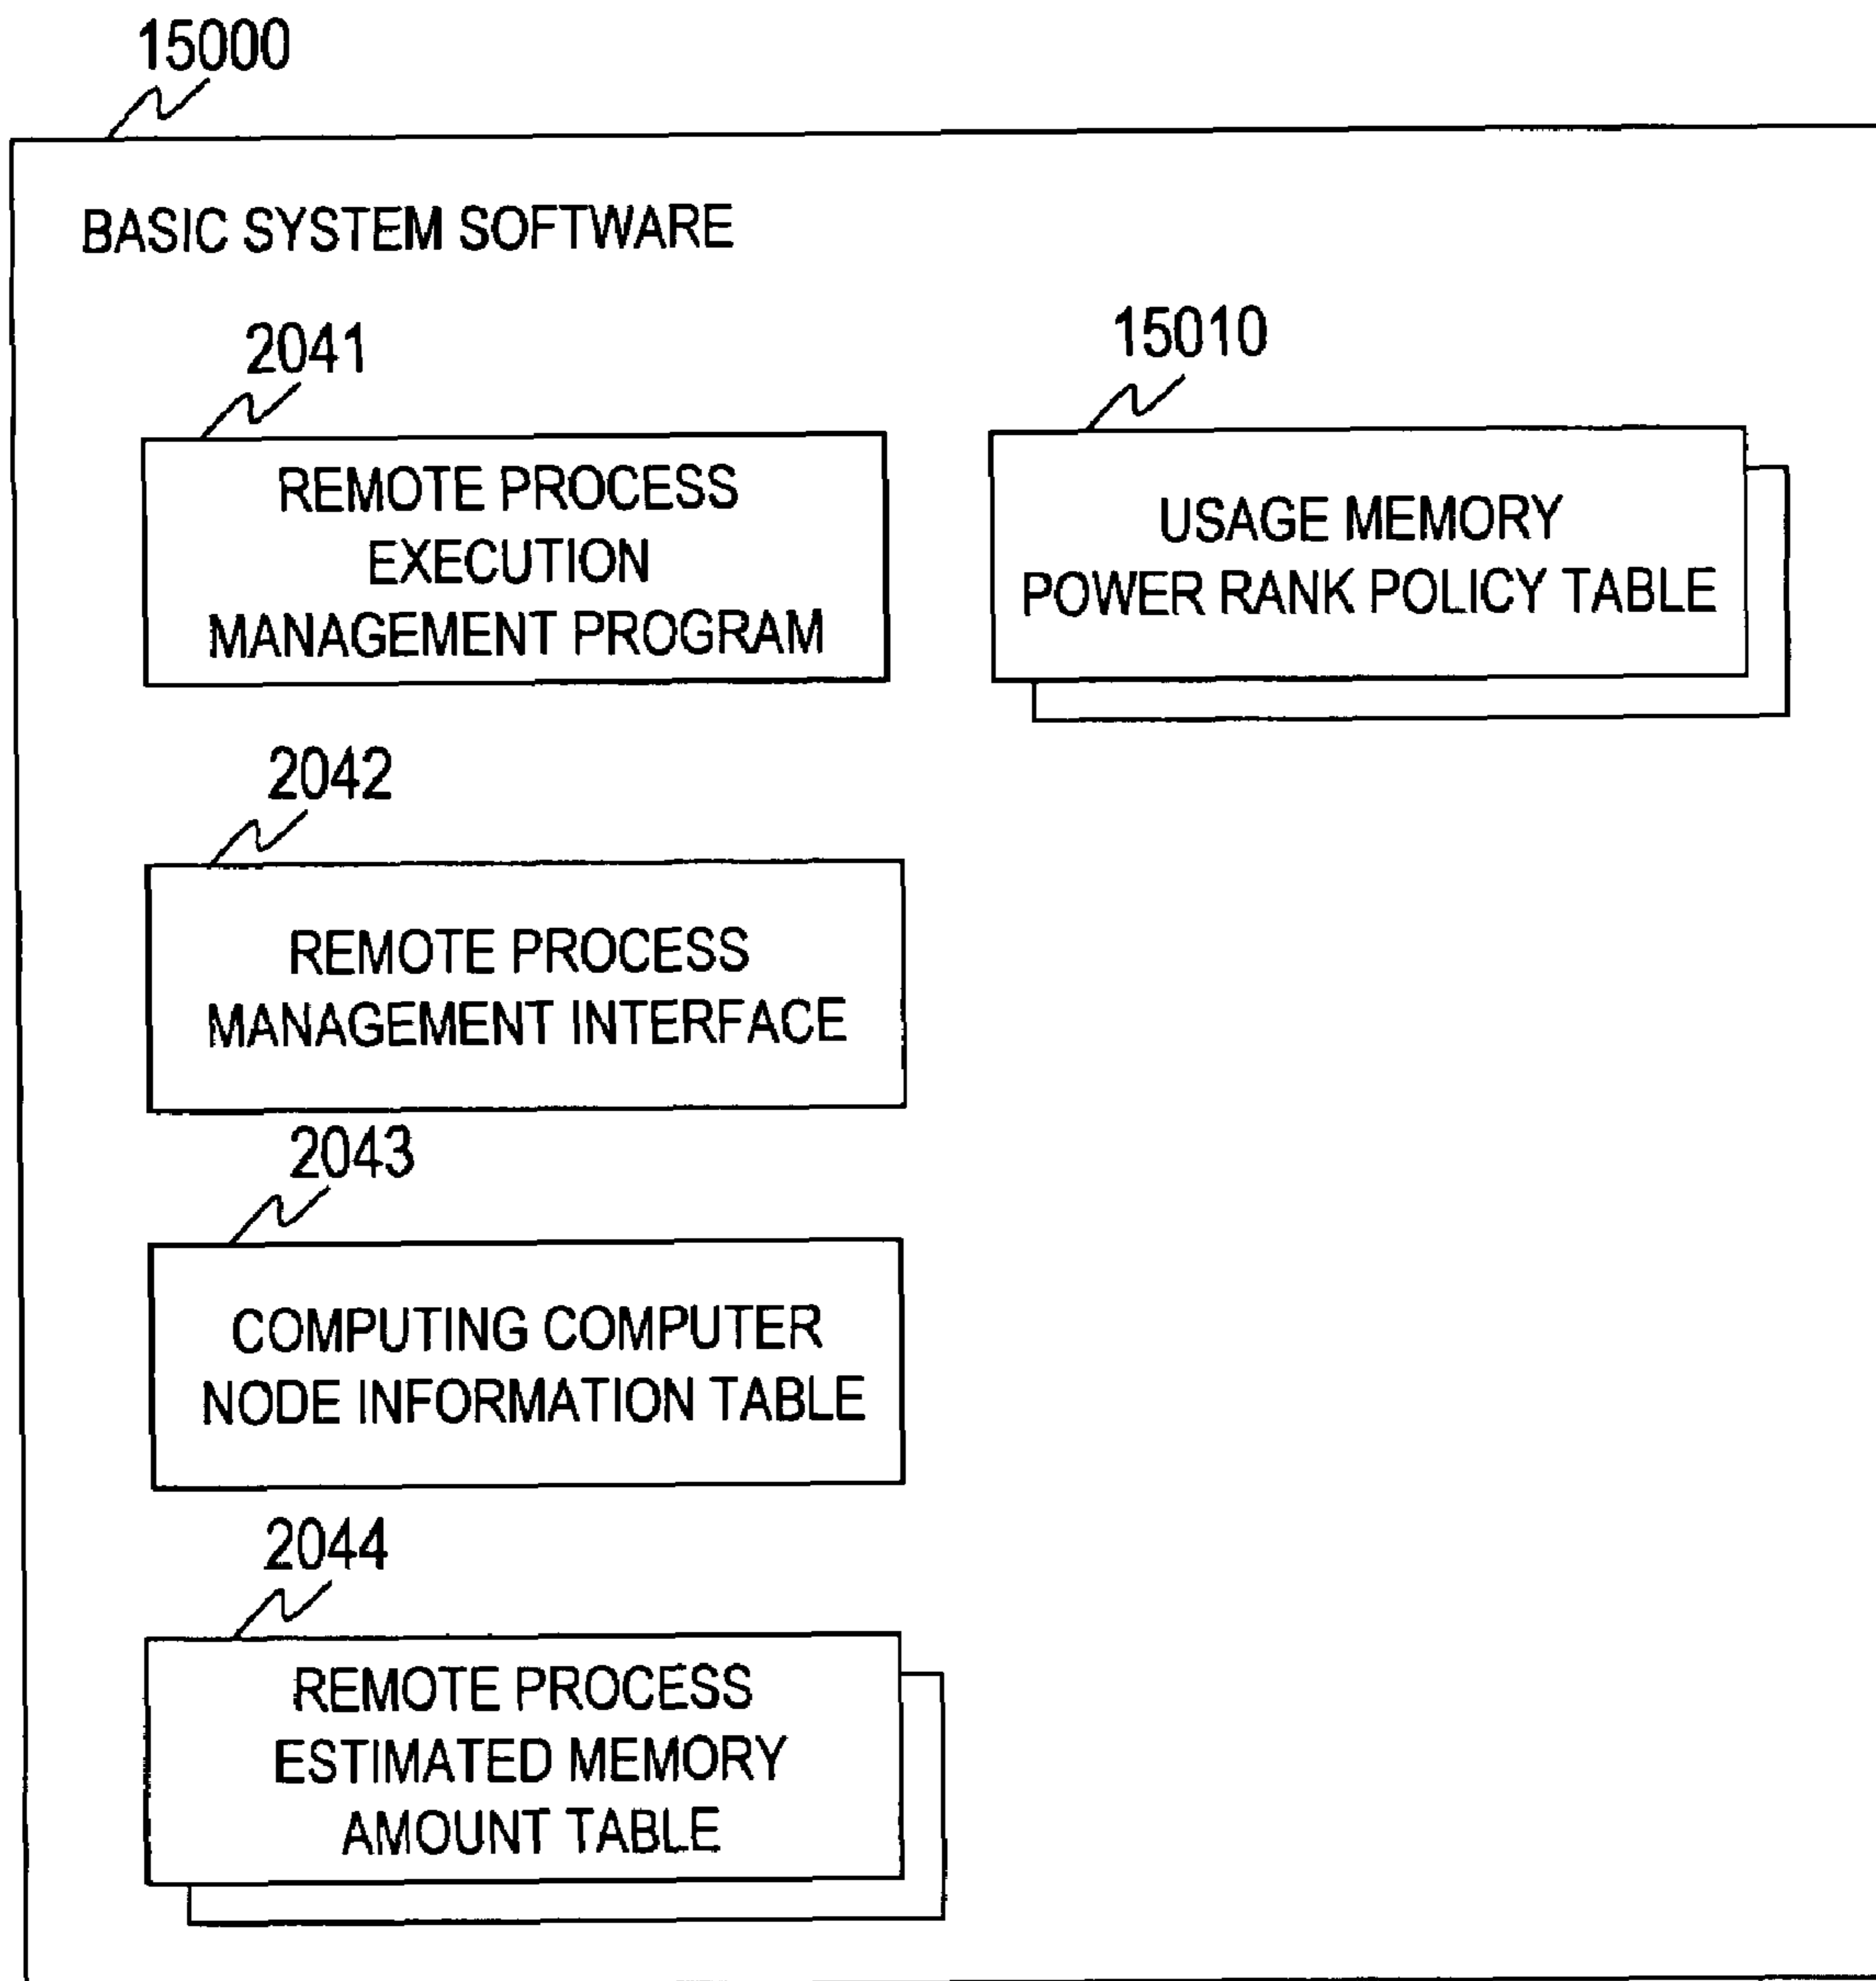 15000
BASIC SYSTEM SOFTWARE
2041
REMOTE PROCESS
EXECUTION
MANAGEMENT PROGRAM
15010
USAGE MEMORY
POWER RANK POLICY TABLE
2042
REMOTE PROCESS
MANAGEMENT INTERFACE
2043
COMPUTING COMPUTER
NODE INFORMATION TABLE
2044
REMOTE PROCESS
ESTIMATED MEMORY
AMOUNT TABLE